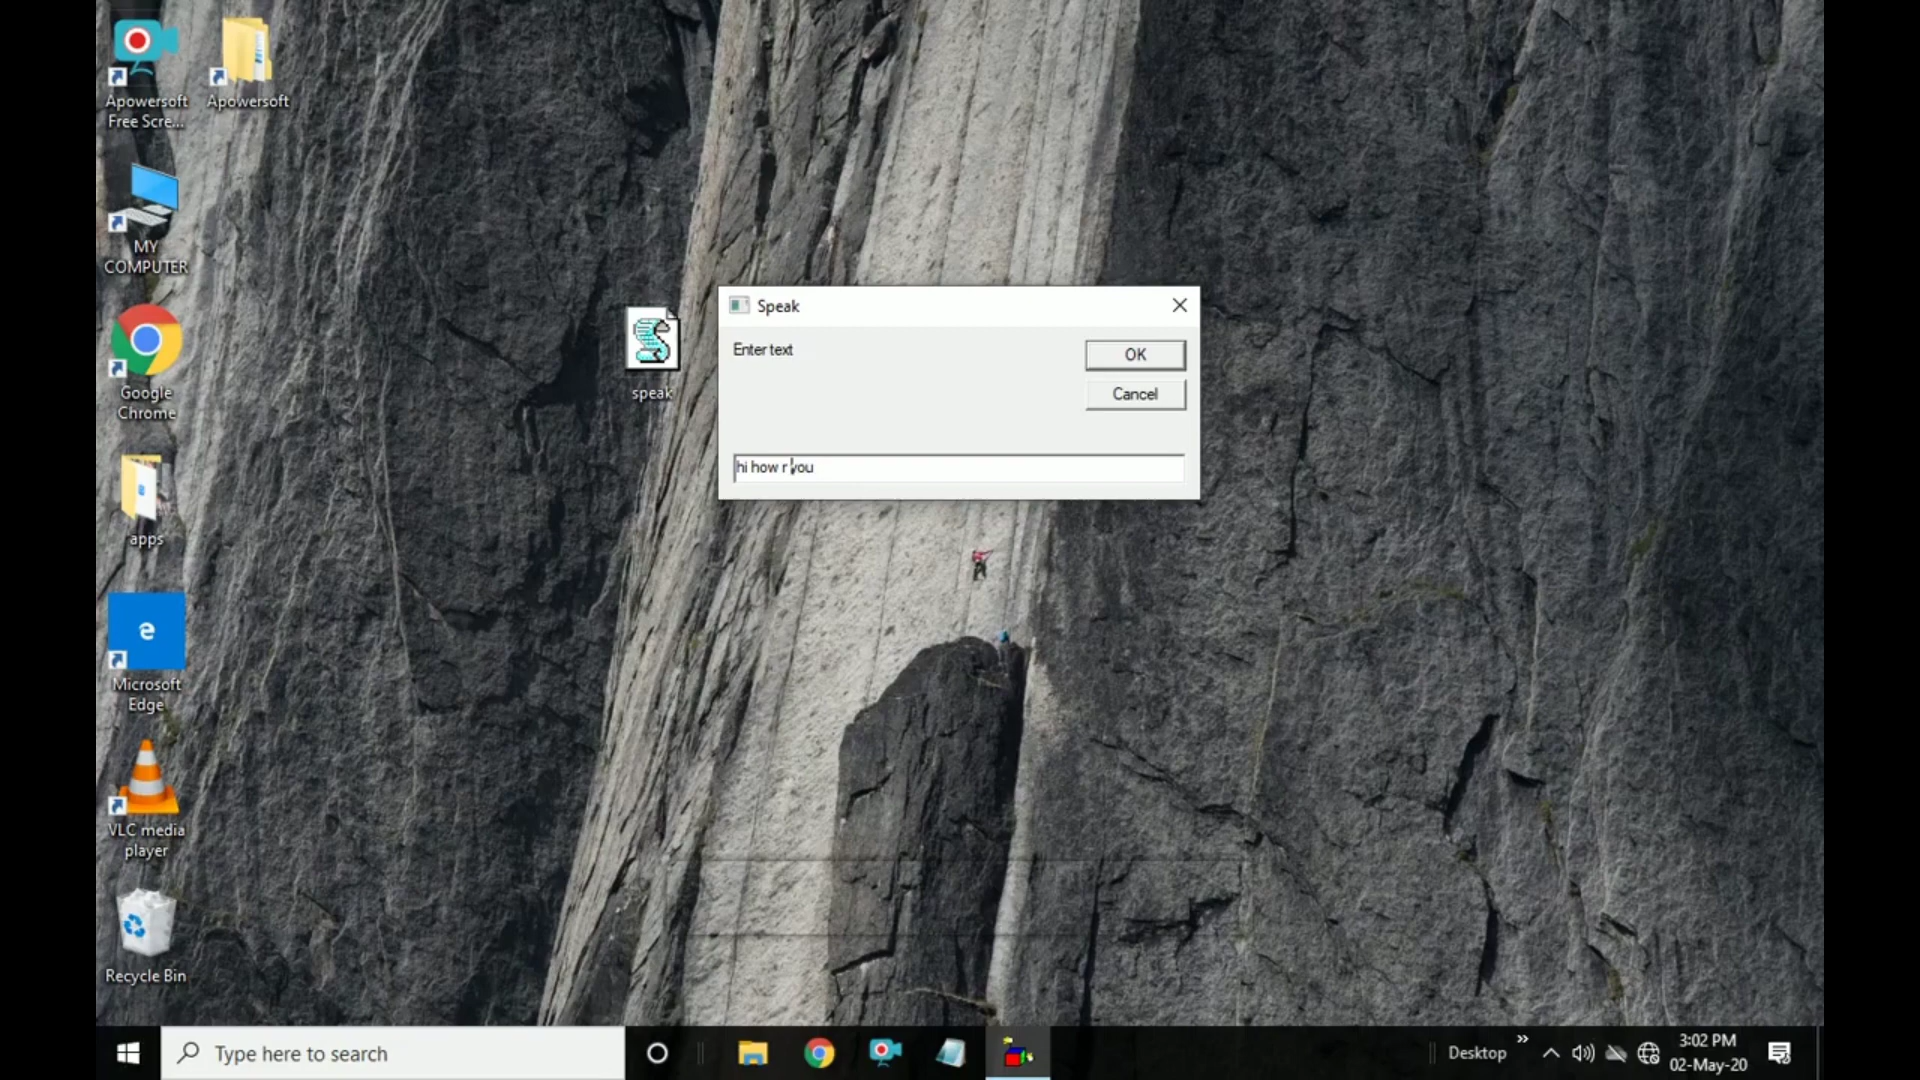 Apowersoft
Free Scre...
Apowersoft
MY
COMPUTER
Google
Chrome
apps
Microsoft
Edge
VLC media
player
Recycle Bin
speak
Speak
Enter text
OK
Cancel
hi how r you
Type here to search
Desktop
3:02 PM
02-May-20